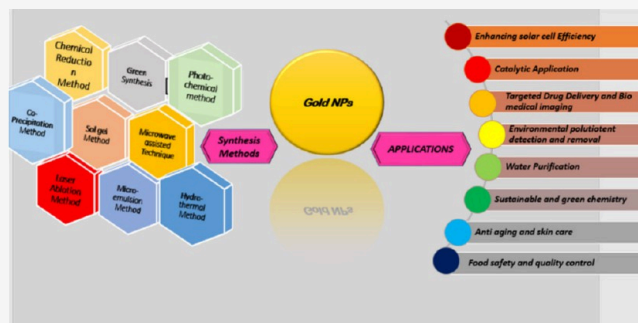 Chemical
Reductio
n
Method
Green
Synthesis
Photo-
chemical
method
Co-
Precipitation
Method
Sol gel
Method
Microwave
assisted
Technique
Laser
Ablation
Method
Micro-
emulsion
Method
Hydro-
thermal
Method
Synthesis
Methods
Gold NPs
Gold NPs
APPLICATIONS
Enhancing solar cell Efficiency
Catalytic Application
Targeted Drug Delivery and Bio
medical imaging
Environmental polutiotent
detection and removal
Water Purification
Sustainable and green chemistry
Anti aging and skin care
Food safety and quality control